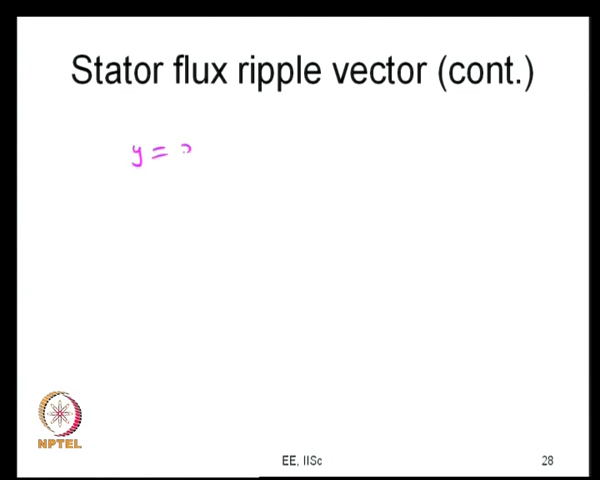 Stator flux ripple vector (cont.)
y =
NPTEL
EE, IISc
28